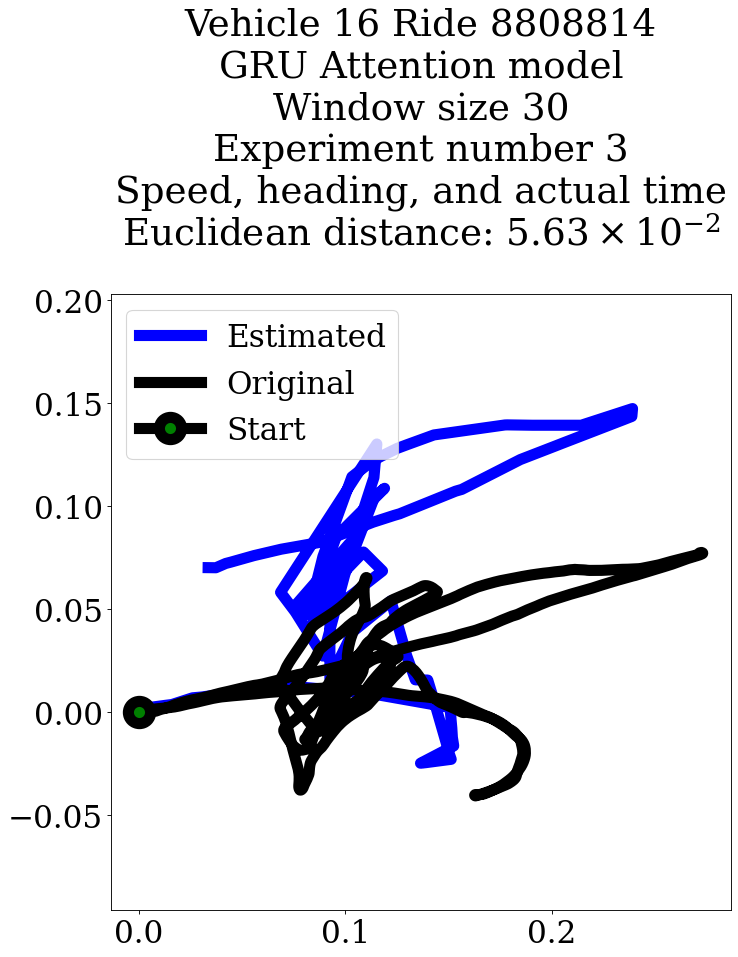 Vehicle 16 Ride 8808814
GRU Attention model
Window size 30
Experiment number 3
Speed, heading, and actual time
Euclidean distance: 5.63 × 10⁻²
Estimated
Original
Start
0.20
0.15
0.10
0.05
0.00
−0.05
0.0 0.1 0.2